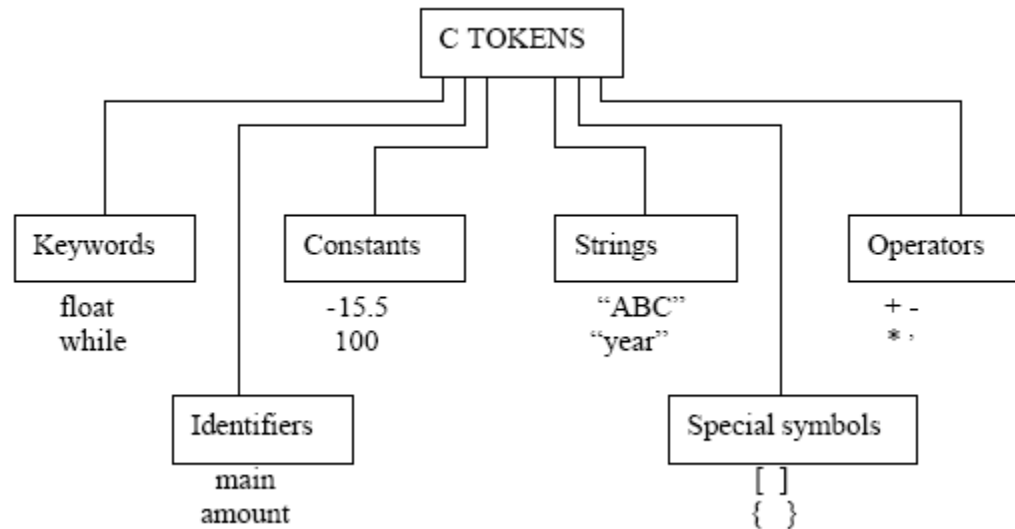 C TOKENS
Keywords
float
while
Constants
-15.5
100
Strings
“ABC”
“year”
Operators
+ -
* ,
Identifiers
main
amount
Special symbols
[ ]
{ }